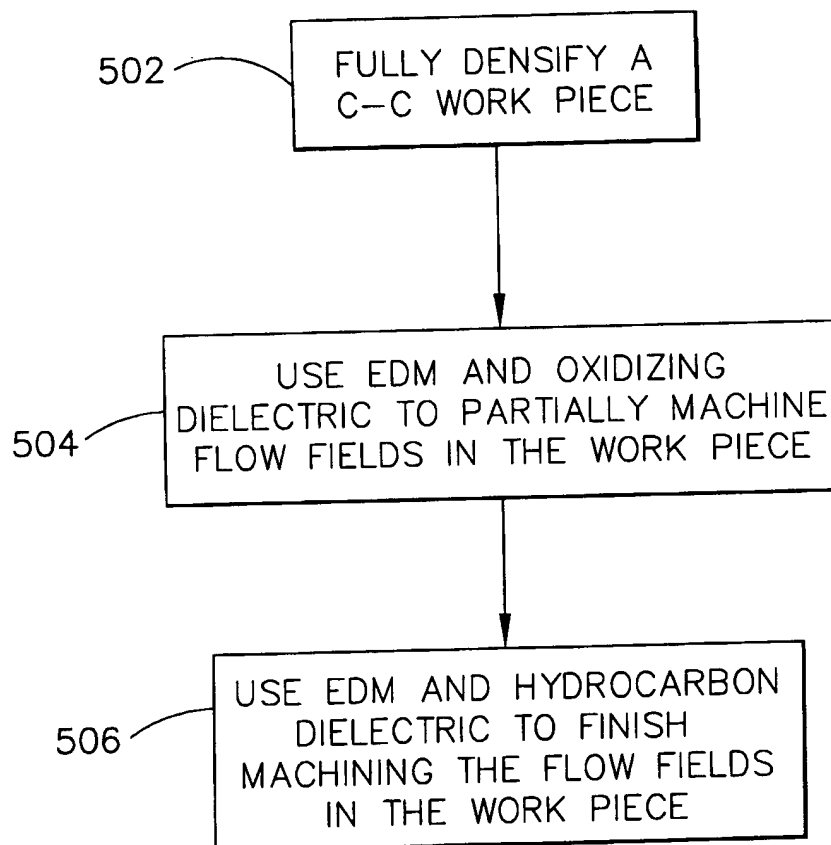 502
FULLY DENSIFY A
C-C WORK PIECE
504
USE EDM AND OXIDIZING
DIELECTRIC TO PARTIALLY MACHINE
FLOW FIELDS IN THE WORK PIECE
506
USE EDM AND HYDROCARBON
DIELECTRIC TO FINISH
MACHINING THE FLOW FIELDS
IN THE WORK PIECE